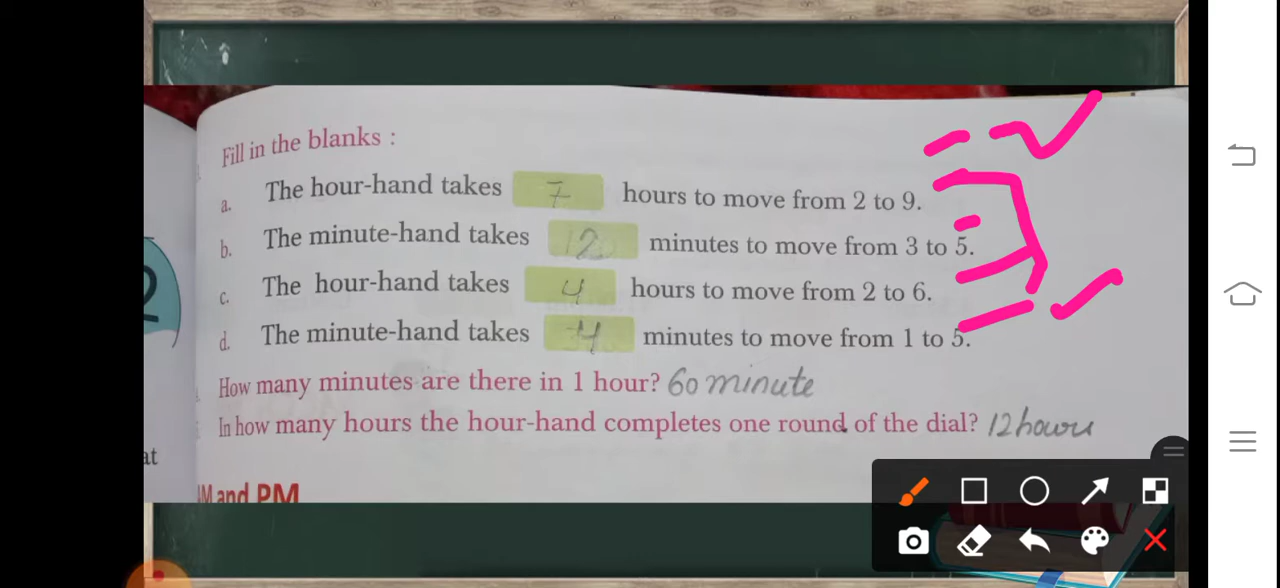 Fill in the blanks :
a. The hour-hand takes 7 hours to move from 2 to 9.
b. The minute-hand takes 12 minutes to move from 3 to 5.
c. The hour-hand takes 4 hours to move from 2 to 6.
d. The minute-hand takes 4 minutes to move from 1 to 5.
How many minutes are there in 1 hour? 60 minute
In how many hours the hour-hand completes one round of the dial? 12 hours
at
M and PM